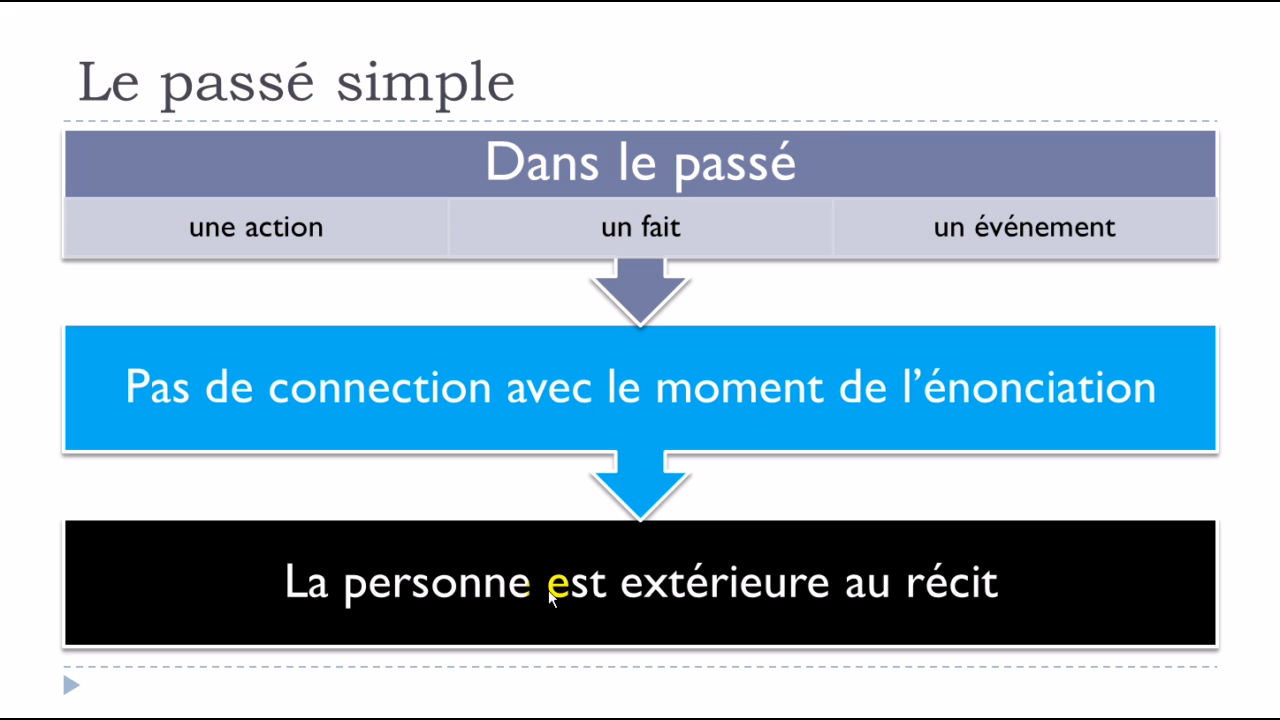 Le passé simple
Dans le passé
une action
un fait
un événement
Pas de connection avec le moment de l’énonciation
La personne est extérieure au récit